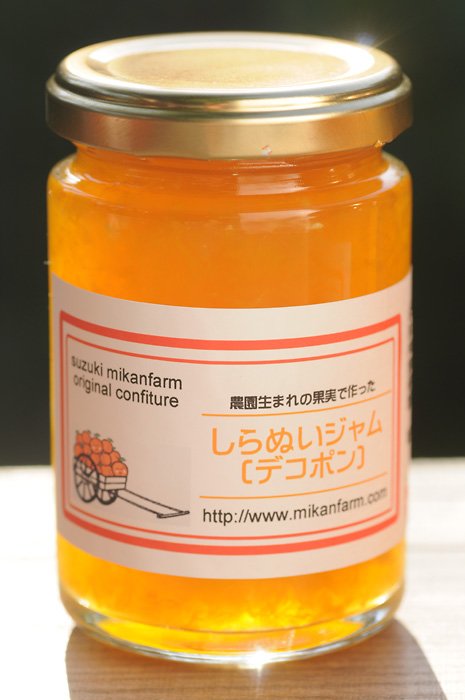 suzuki mikanfarm
original confiture
農園生まれの果実で作った
しらぬいジャム
〔デコポン〕
http://www.mikanfarm.com